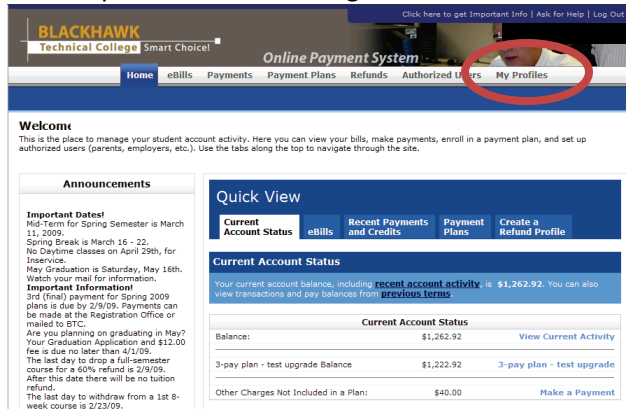 Click here to get Important Info | Ask for Help | Log Out
BLACKHAWK
Technical College Smart Choice!
Online Payment System
Home eBills Payments Payment Plans Refunds Authorized Users My Profiles
Welcome
This is the place to manage your student account activity. Here you can view your bills, make payments, enroll in a payment plan, and set up
authorized users (parents, employers, etc.). Use the tabs along the top to navigate through the site.
Announcements
Important Dates!
Mid-Term for Spring Semester is March
11, 2009.
Spring Break is March 16 - 22.
No Daytime classes on April 29th, for
Inservice.
May Graduation is Saturday, May 16th.
Watch your mail for information.
Important Information!
3rd (final) payment for Spring 2009
plans is due by 2/9/09. Payments can
be made at the Registration Office or
mailed to BTC.
Are you planning on graduating in May?
Your Graduation Application and $12.00
fee is due no later than 4/1/09.
The last day to drop a full-semester
course for a 60% refund is 2/9/09.
After this date there will be no tuition
refund.
The last day to withdraw from a 1st 8-
week course is 2/23/09.
Quick View
Current Account Status eBills Recent Payments and Credits Payment Plans Create a Refund Profile
Current Account Status
Your current account balance, including recent account activity, is $1,262.92. You can also
view transactions and pay balances from previous terms.
Current Account Status
Balance: $1,262.92 View Current Activity
3-pay plan - test upgrade Balance $1,222.92 3-pay plan - test upgrade
Other Charges Not Included in a Plan: $40.00 Make a Payment